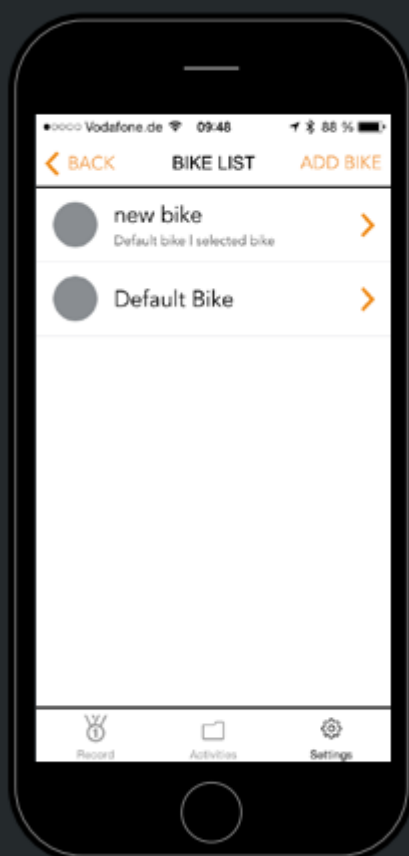 Vodafone.de 09:48 88 %
BACK BIKE LIST ADD BIKE
new bike
Default bike | selected bike
Default Bike
1
Record Activities Settings